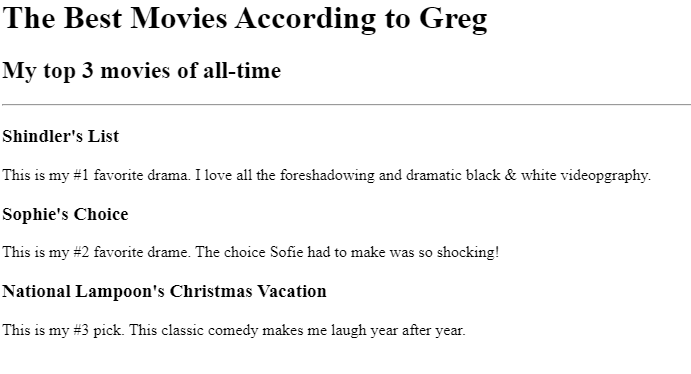 The Best Movies According to Greg
My top 3 movies of all-time
Shindler's List
This is my #1 favorite drama. I love all the foreshadowing and dramatic black & white videopgraphy.
Sophie's Choice
This is my #2 favorite drame. The choice Sofie had to make was so shocking!
National Lampoon's Christmas Vacation
This is my #3 pick. This classic comedy makes me laugh year after year.